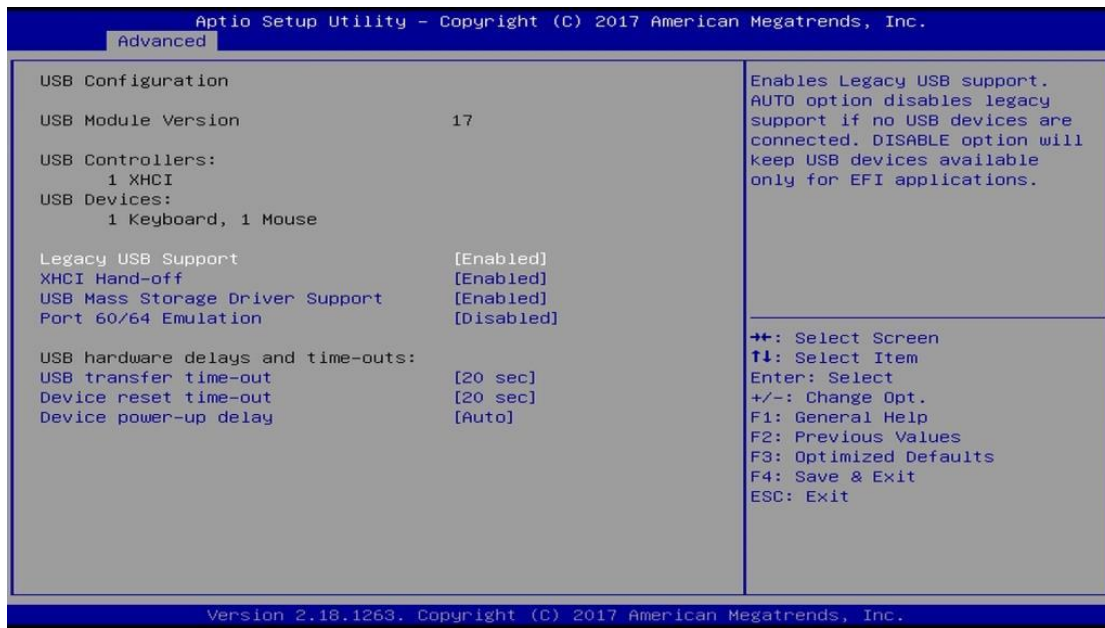 Aptio Setup Utility – Copyright (C) 2017 American Megatrends, Inc.
Advanced
USB Configuration
USB Module Version 17
USB Controllers:
1 XHCI
USB Devices:
1 Keyboard, 1 Mouse
Legacy USB Support [Enabled]
XHCI Hand-off [Enabled]
USB Mass Storage Driver Support [Enabled]
Port 60/64 Emulation [Disabled]
USB hardware delays and time-outs:
USB transfer time-out [20 sec]
Device reset time-out [20 sec]
Device power-up delay [Auto]
Enables Legacy USB support.
AUTO option disables legacy
support if no USB devices are
connected. DISABLE option will
keep USB devices available
only for EFI applications.
→←: Select Screen
↑↓: Select Item
Enter: Select
+/-: Change Opt.
F1: General Help
F2: Previous Values
F3: Optimized Defaults
F4: Save & Exit
ESC: Exit
Version 2.18.1263. Copyright (C) 2017 American Megatrends, Inc.